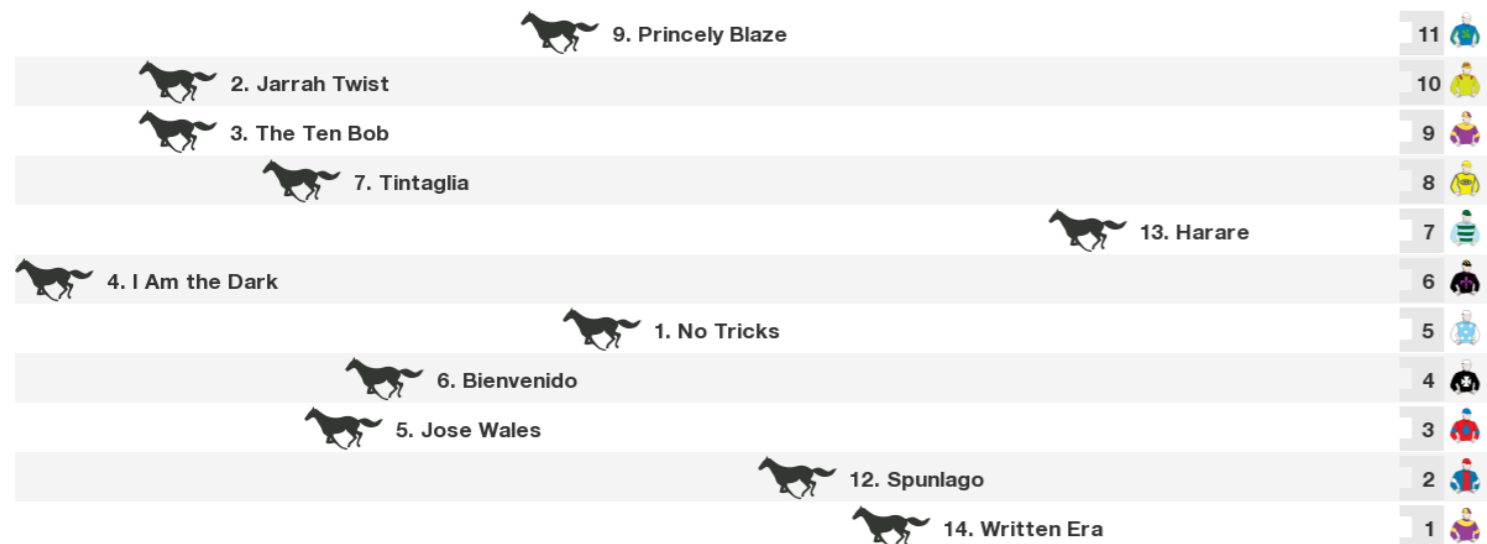 9. Princely Blaze 11
2. Jarrah Twist 10
3. The Ten Bob 9
7. Tintaglia 8
13. Harare 7
4. I Am the Dark 6
1. No Tricks 5
6. Bienvenido 4
5. Jose Wales 3
12. Spunlago 2
14. Written Era 1